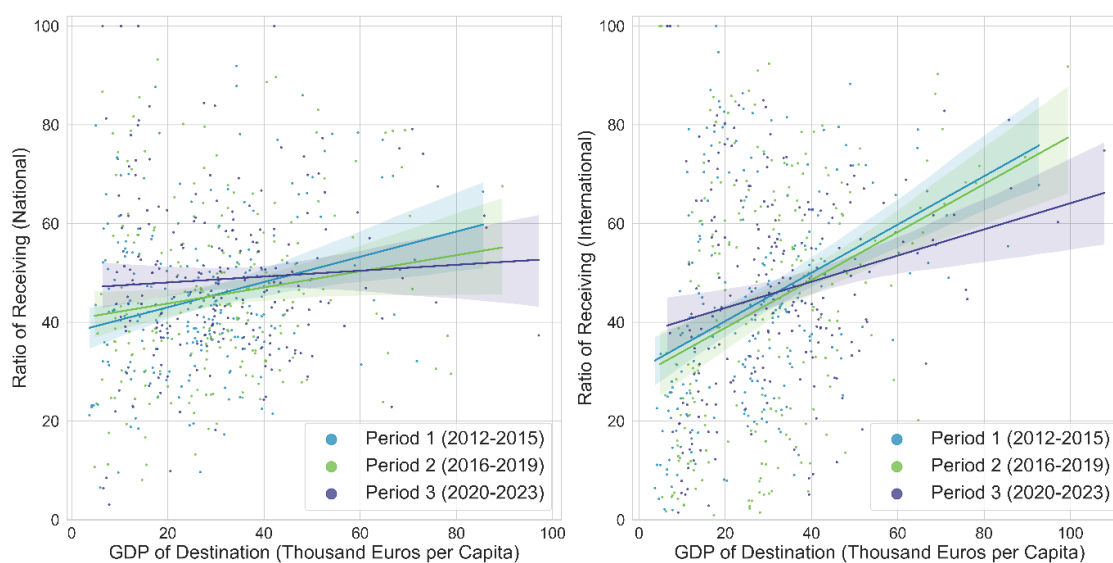 Ratio of Receiving (National)
100
80
60
40
20
0
0 20 40 60 80 100
GDP of Destination (Thousand Euros per Capita)
Period 1 (2012-2015)
Period 2 (2016-2019)
Period 3 (2020-2023)
Ratio of Receiving (International)
100
80
60
40
20
0
0 20 40 60 80 100
GDP of Destination (Thousand Euros per Capita)
Period 1 (2012-2015)
Period 2 (2016-2019)
Period 3 (2020-2023)